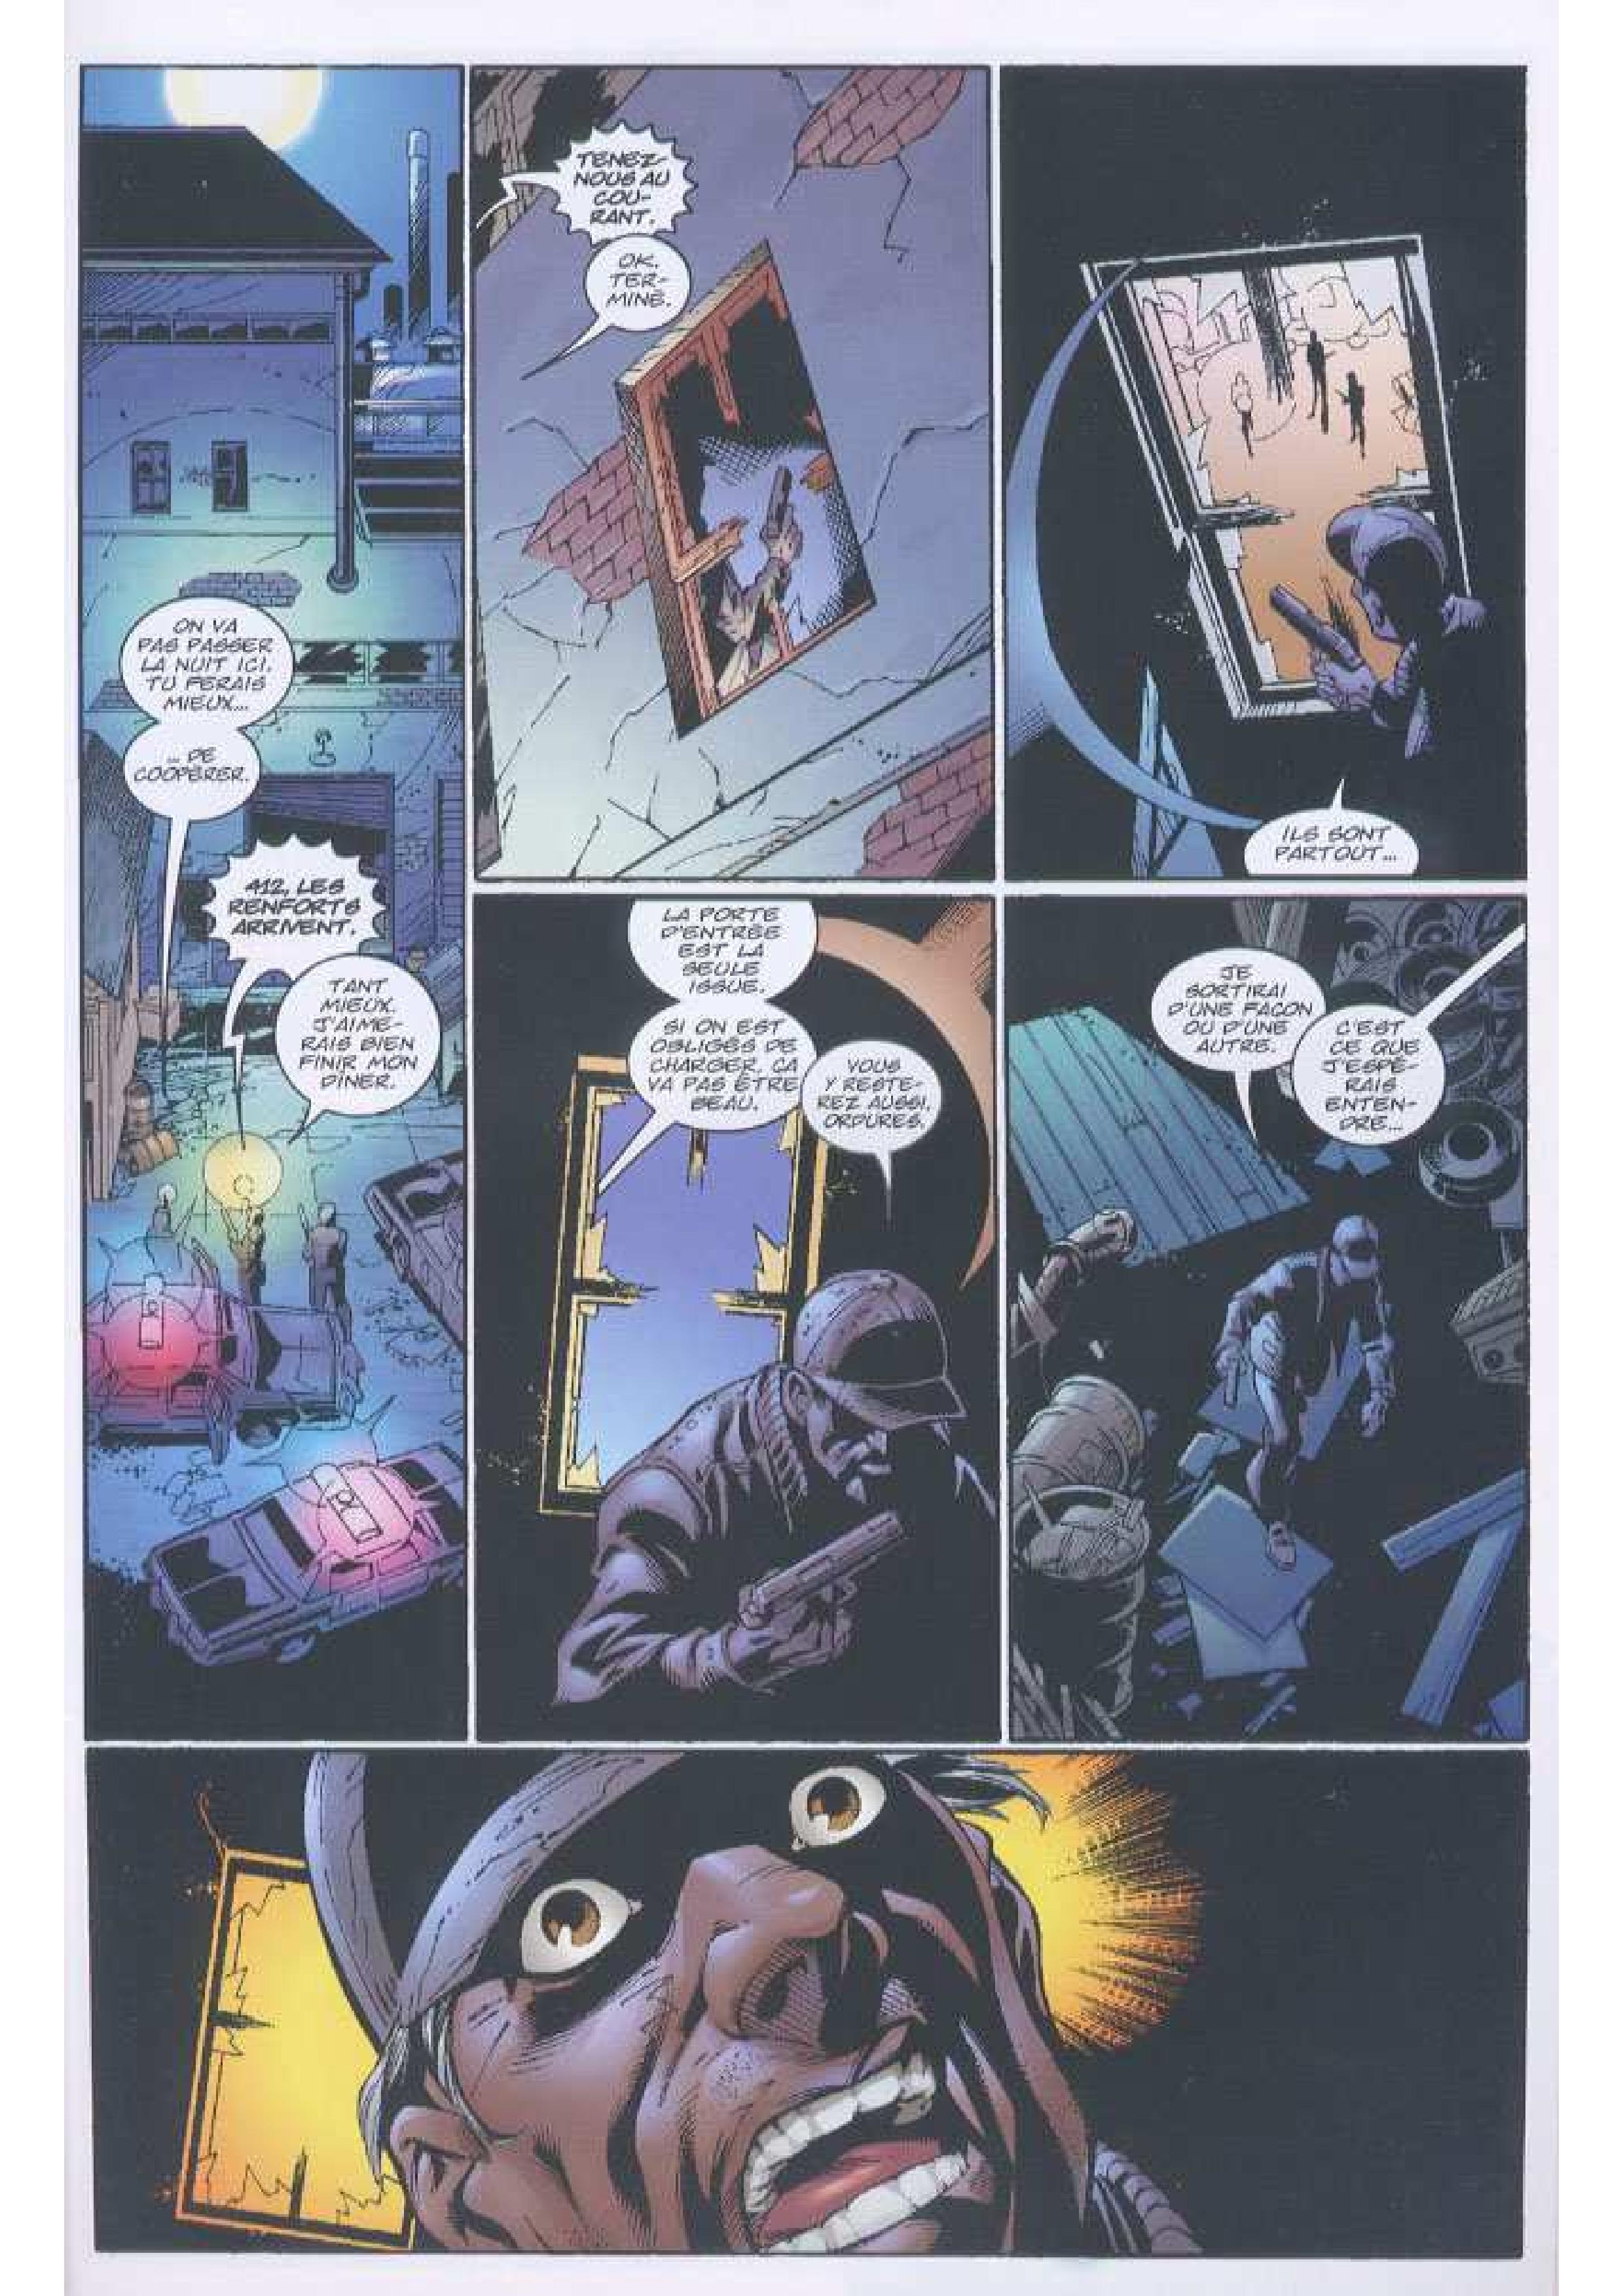 ON VA
PAS PASSER
LA NUIT ICI.
TU FERAIS
MIEUX...
... DE
COOPÉRER.
412, LES
RENFORTS
ARRIVENT.
TANT
MIEUX.
J'AIME-
RAIS BIEN
FINIR MON
DÎNER.
TENEZ-
NOUS AU
COU-
RANT.
OK.
TER-
MINÉ.
ILS SONT
PARTOUT...
LA PORTE
D'ENTRÉE
EST LA
SEULE
ISSUE.
SI ON EST
OBLIGÉS DE
CHARGER, ÇA
VA PAS ÊTRE
BEAU.
VOUS
Y RESTE-
REZ AUSSI,
ORDURES.
JE
SORTIRAI
D'UNE FAÇON
OU D'UNE
AUTRE.
C'EST
CE QUE
J'ESPÉ-
RAIS
ENTEN-
DRE...